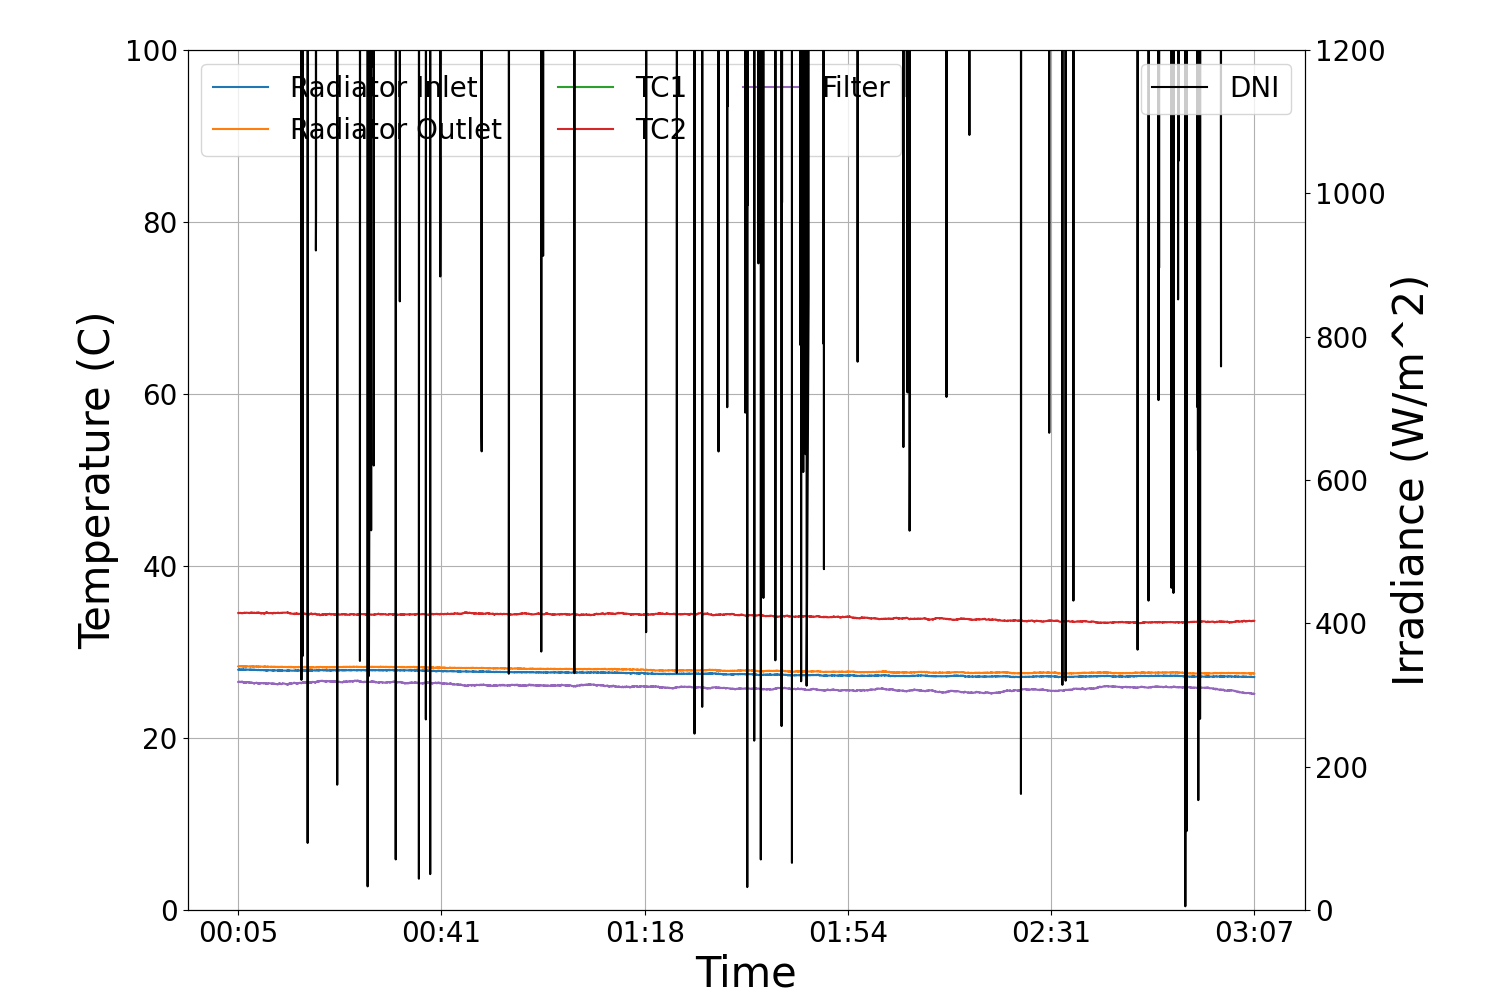 100
80
60
40
20
0
Temperature (C)
Radiator Inlet
Radiator Outlet
TC1
TC2
Filter
DNI
1200
1000
800
600
400
200
0
Irradiance (W/m^2)
00:05
00:41
01:18
01:54
02:31
03:07
Time